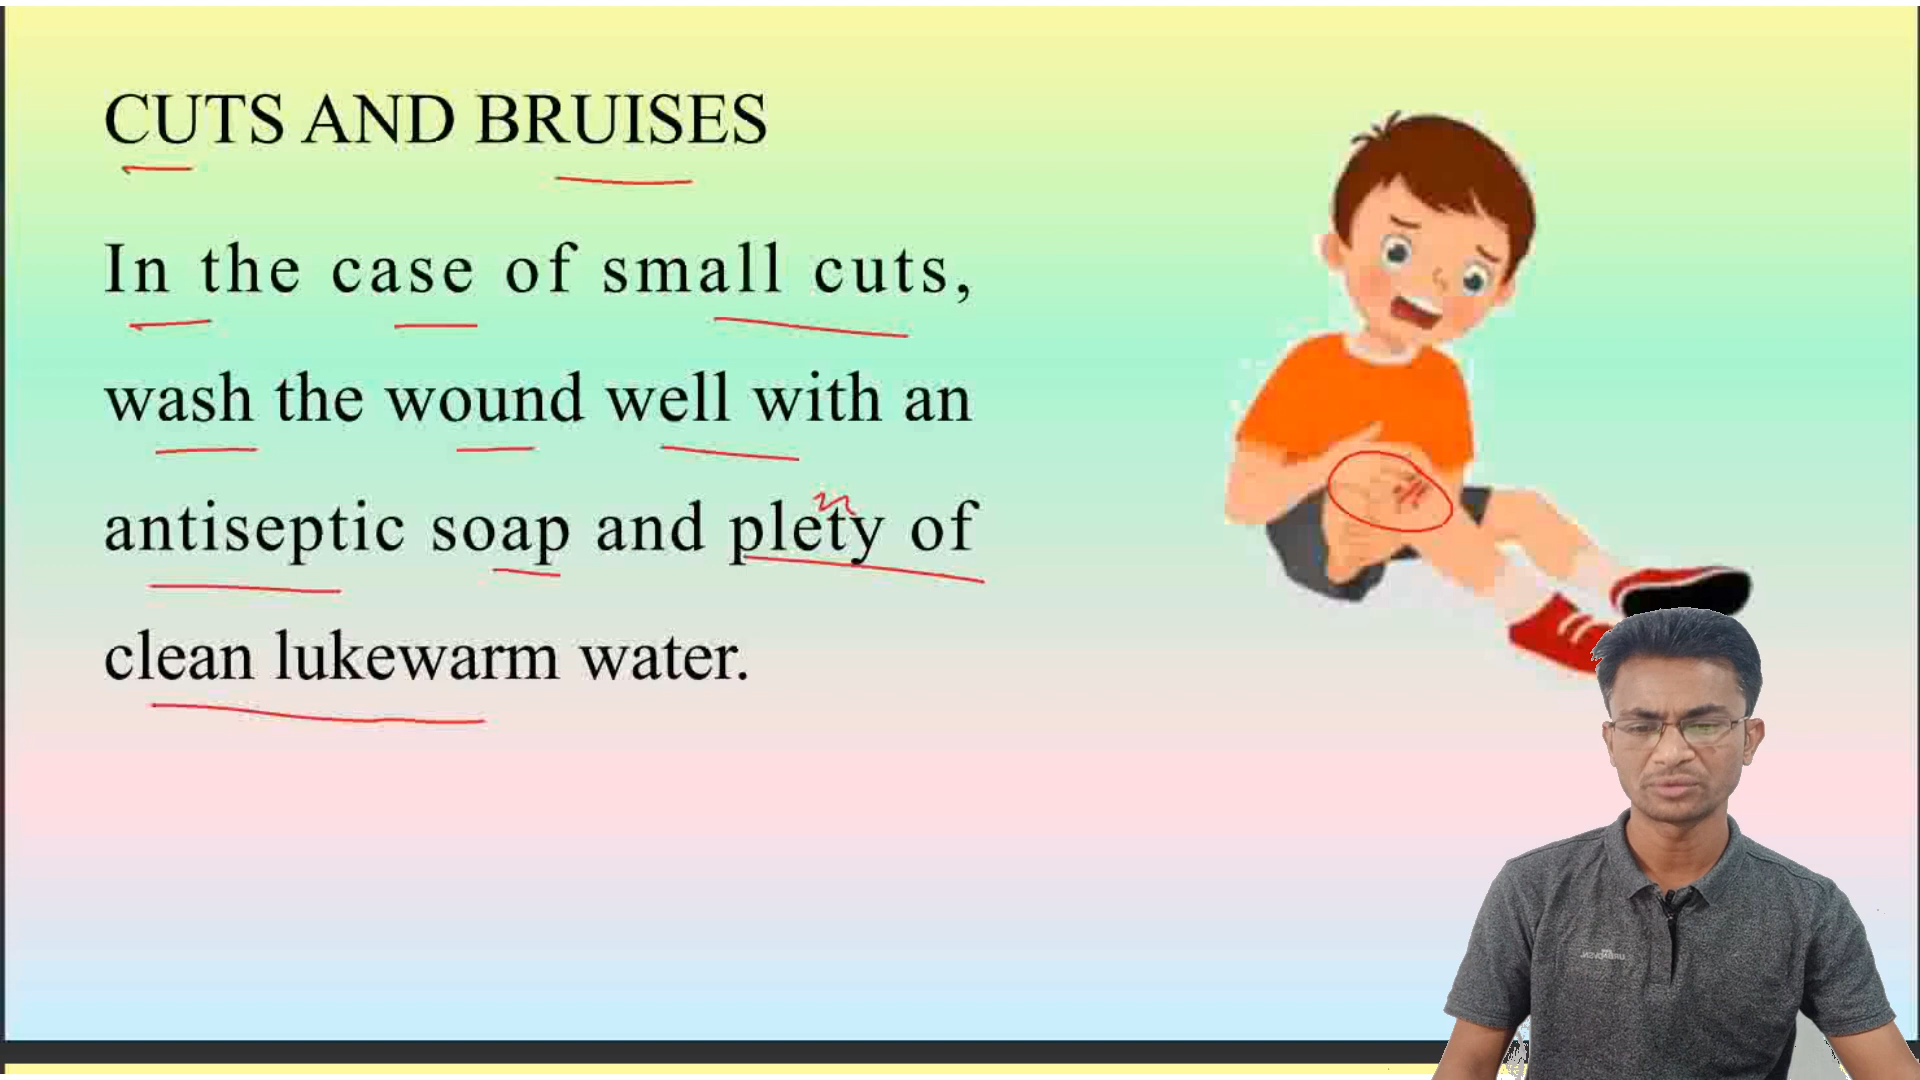 CUTS AND BRUISES
In the case of small cuts,
wash the wound well with an
antiseptic soap and plety of
clean lukewarm water.